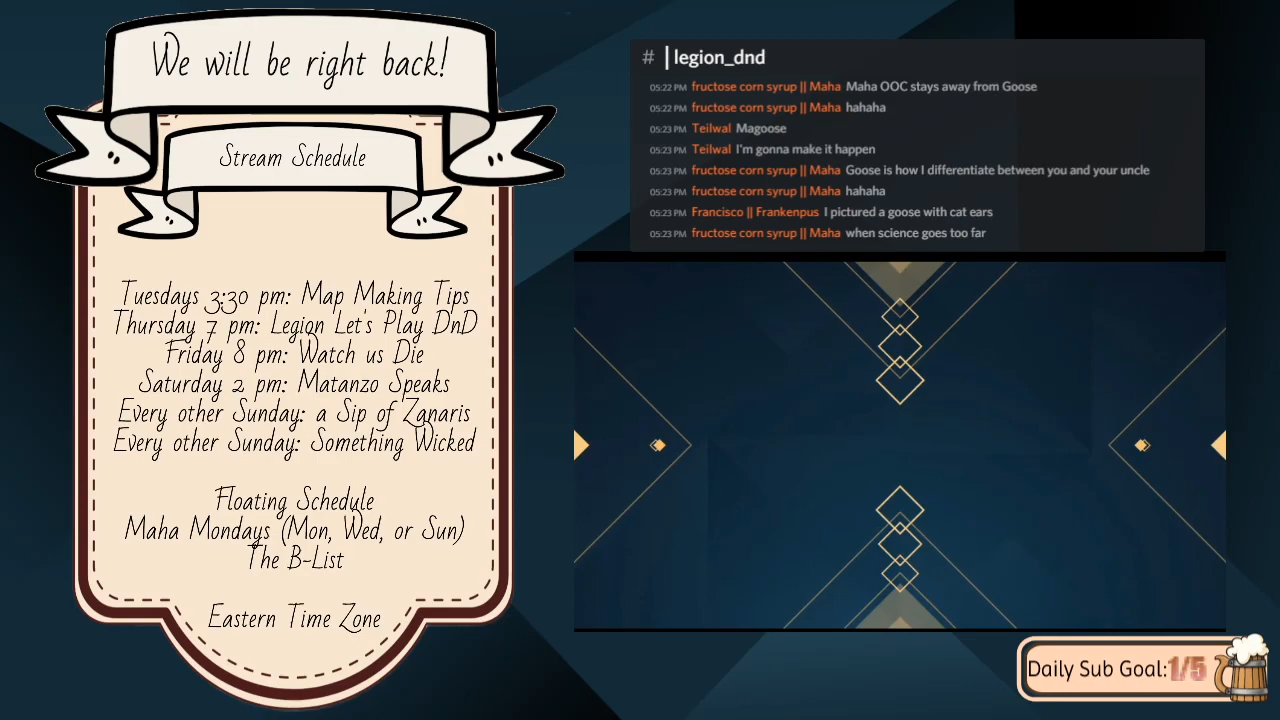 We will be right back!
Stream Schedule
Tuesdays 3:30 pm: Map Making Tips
Thursday 7 pm: Legion Let's Play DnD
Friday 8 pm: Watch us Die
Saturday 2 pm: Matanzo Speaks
Every other Sunday: a Sip of Zanaris
Every other Sunday: Something Wicked
Floating Schedule
Maha Mondays (Mon, Wed, or Sun)
The B-List
Eastern Time Zone
# | legion_dnd
05:22 PM fructose corn syrup || Maha Maha OOC stays away from Goose
05:22 PM fructose corn syrup || Maha hahaha
05:23 PM Teilwal Magoose
05:23 PM Teilwal I'm gonna make it happen
05:23 PM fructose corn syrup || Maha Goose is how I differentiate between you and your uncle
05:23 PM fructose corn syrup || Maha hahaha
05:23 PM Francisco || Frankenpus I pictured a goose with cat ears
05:23 PM fructose corn syrup || Maha when science goes too far
Daily Sub Goal: 1/5